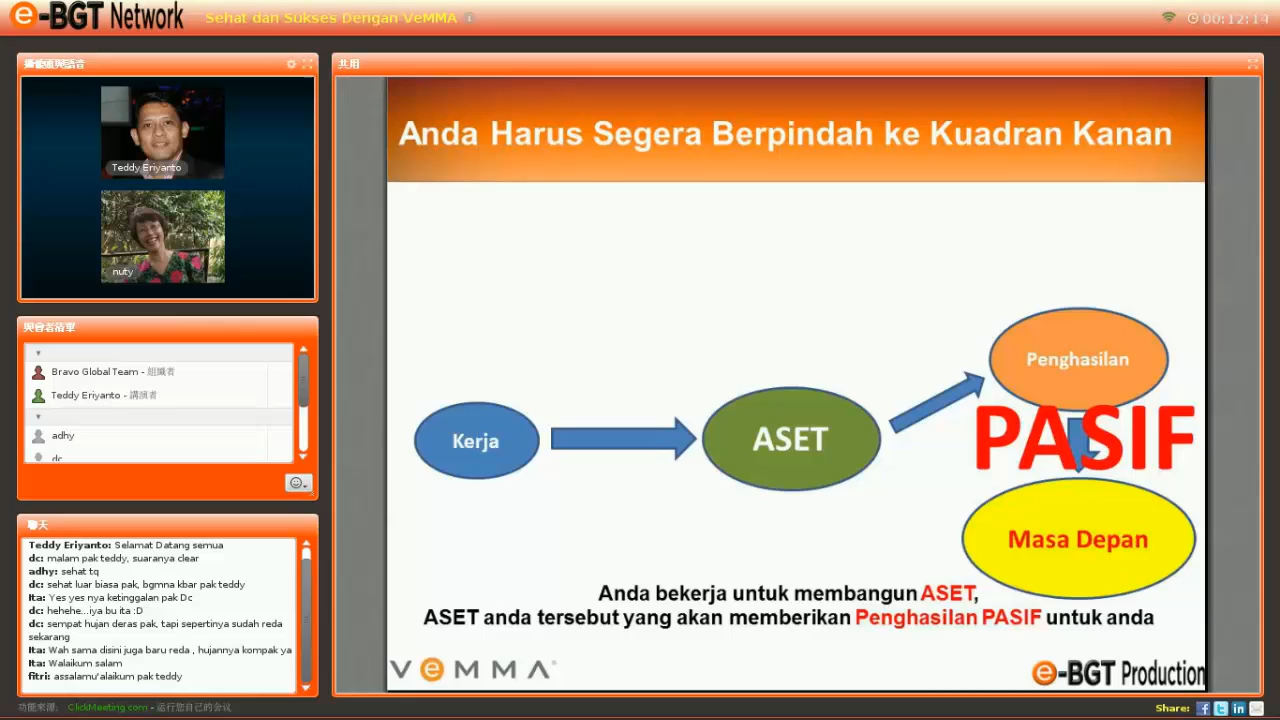 e-BGT Network
Sehat dan Sukses Dengan VeMMA
00:12:14
攝像頭與語音
Teddy Eriyanto
nuty
與會者清單
Bravo Global Team - 組織者
Teddy Eriyanto - 講演者
adhy
dc
聊天
Teddy Eriyanto: Selamat Datang semua
dc: malam pak teddy, suaranya clear
adhy: sehat tq
dc: sehat luar biasa pak, bgmna kbar pak teddy
Ita: Yes yes nya ketinggalan pak Dc
dc: hehehe...iya bu ita :D
dc: sempat hujan deras pak, tapi sepertinya sudah reda
sekarang
Ita: Wah sama disini juga baru reda , hujannya kompak ya
Ita: Walaikum salam
fitri: assalamu'alaikum pak teddy
共用
Anda Harus Segera Berpindah ke Kuadran Kanan
Kerja
ASET
Penghasilan
PASIF
Masa Depan
Anda bekerja untuk membangun ASET,
ASET anda tersebut yang akan memberikan Penghasilan PASIF untuk anda
VeMMA
e-BGT Production
功能來源: ClickMeeting.com - 运行您自己的会议
Share: